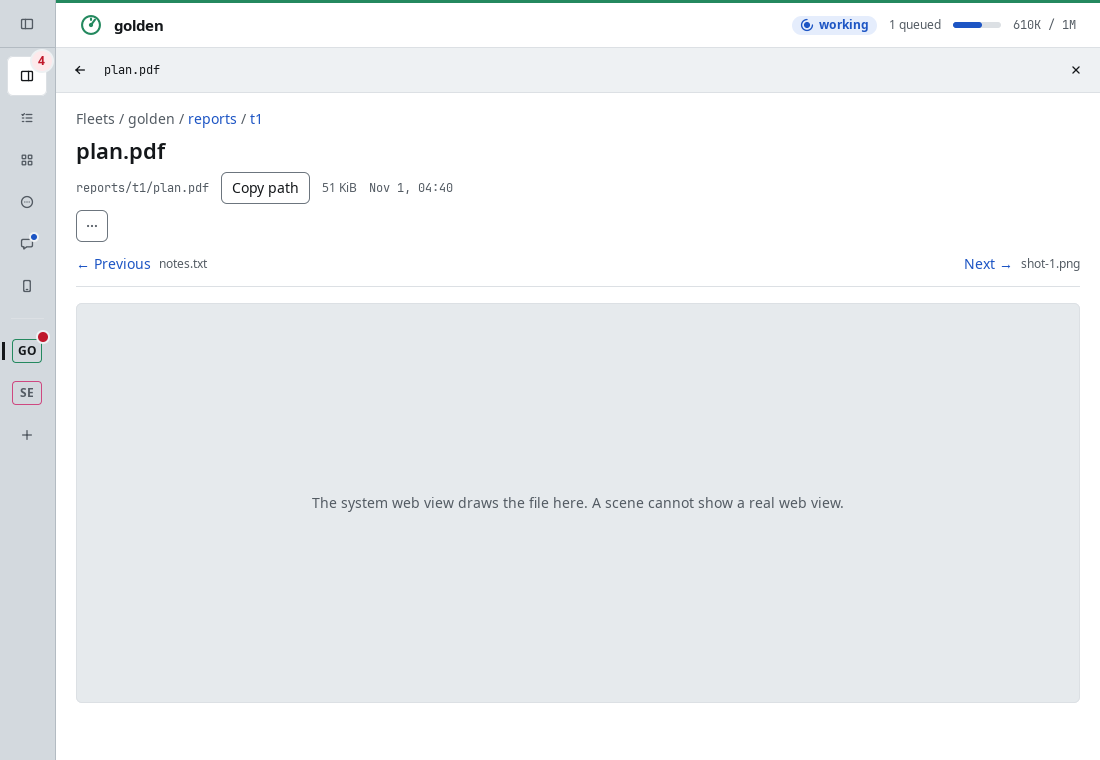 golden
working 1 queued 610K / 1M
4
plan.pdf
Fleets / golden / reports / t1
plan.pdf
reports/t1/plan.pdf Copy path 51 KiB Nov 1, 04:40
...
← Previous notes.txt Next → shot-1.png
GO
SE
The system web view draws the file here. A scene cannot show a real web view.